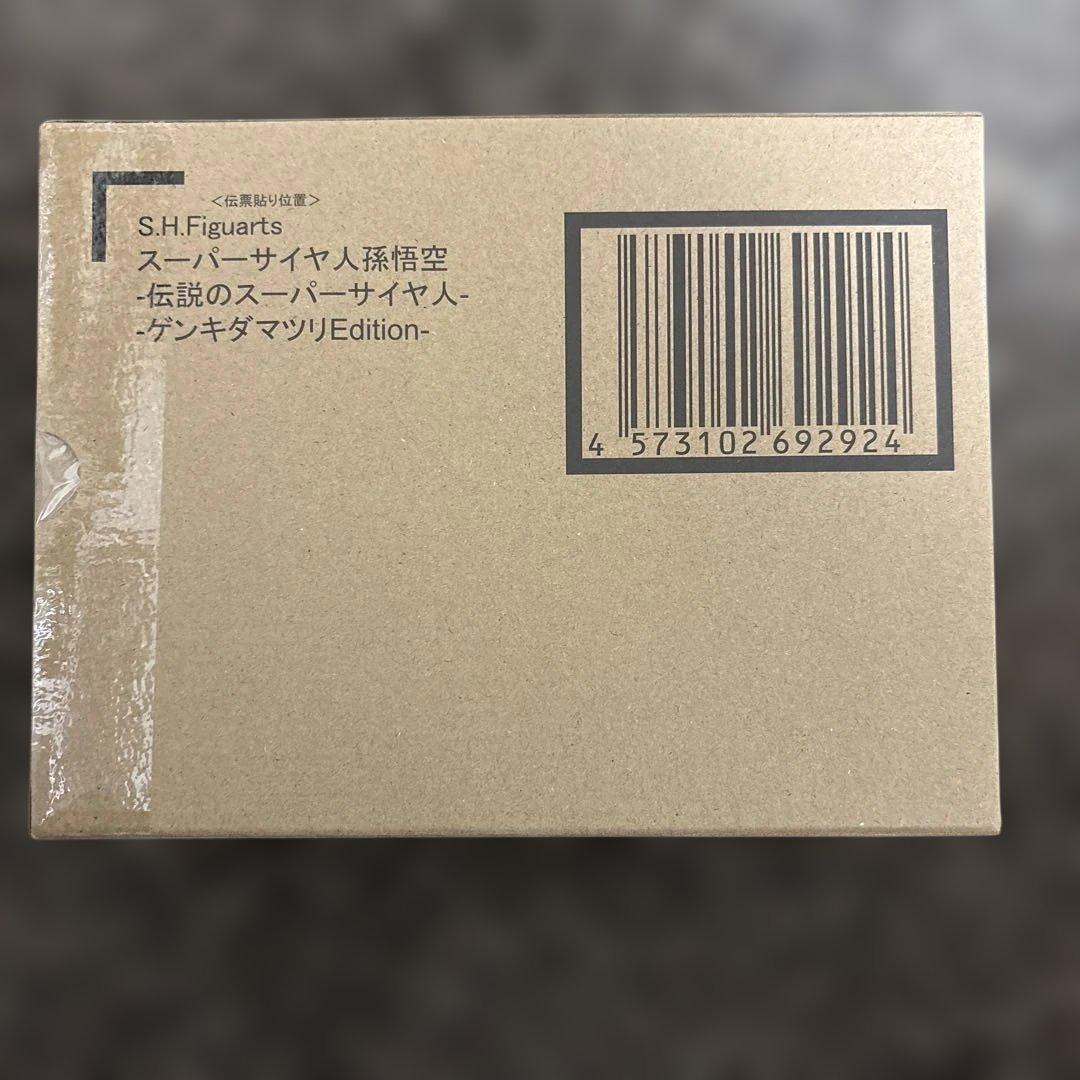 <伝票貼り位置>
S.H.Figuarts
スーパーサイヤ人孫悟空
-伝説のスーパーサイヤ人-
-ゲンキダマツリEdition-
4 573102 692924